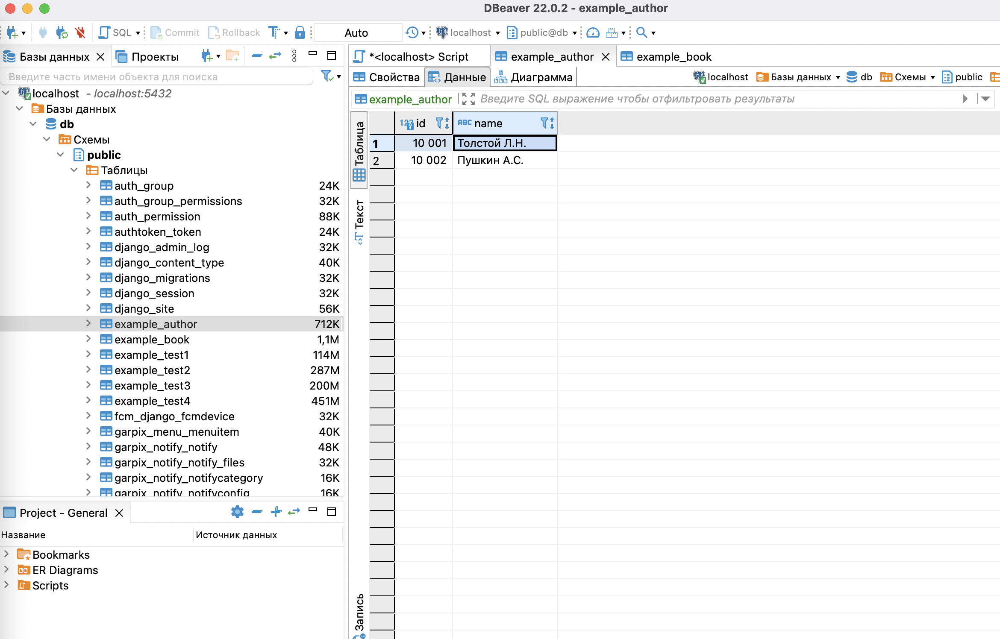 DBeaver 22.0.2 - example_author
SQL Commit Rollback Auto localhost public@db
Базы данных Проекты
Введите часть имени объекта для поиска
localhost - localhost:5432
Базы данных
db
Схемы
public
Таблицы
auth_group 24K
auth_group_permissions 32K
auth_permission 88K
authtoken_token 24K
django_admin_log 32K
django_content_type 40K
django_migrations 32K
django_session 32K
django_site 56K
example_author 712K
example_book 1,1M
example_test1 114M
example_test2 287M
example_test3 200M
example_test4 451M
fcm_django_fcmdevice 32K
garpix_menu_menuitem 40K
garpix_notify_notify 48K
garpix_notify_notify_files 32K
garpix_notify_notifycategory 16K
garpix_notify_notifyconfig 16K
Project - General
Название Источник данных
Bookmarks
ER Diagrams
Scripts
*<localhost> Script example_author example_book
Свойства Данные Диаграмма localhost Базы данных db Схемы public
example_author Введите SQL выражение чтобы отфильтровать результаты
Таблица
Текст
Запись
123 id ABC name
1 10 001 Толстой Л.Н.
2 10 002 Пушкин А.С.